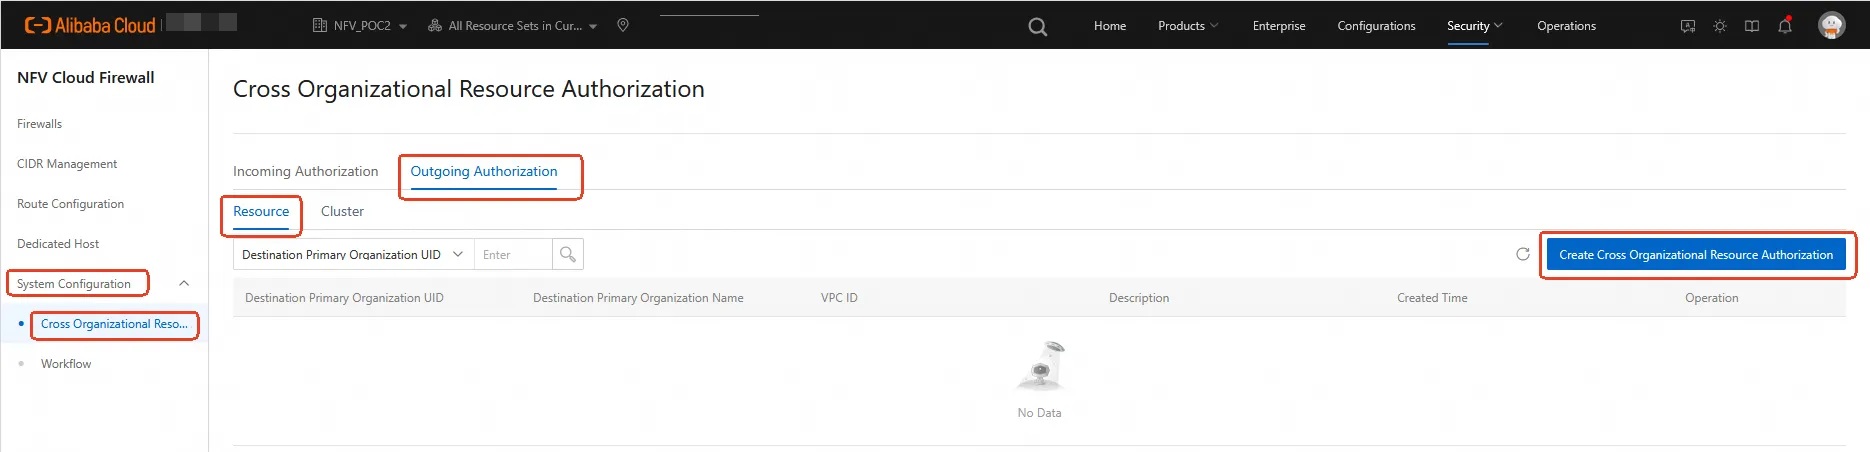 Alibaba Cloud NFV_POC2 All Resource Sets in Cur... Home Products Enterprise Configurations Security Operations
NFV Cloud Firewall
Firewalls
CIDR Management
Route Configuration
Dedicated Host
System Configuration
Cross Organizational Reso...
Workflow
Cross Organizational Resource Authorization
Incoming Authorization Outgoing Authorization
Resource Cluster
Destination Primary Organization UID Enter Create Cross Organizational Resource Authorization
Destination Primary Organization UID Destination Primary Organization Name VPC ID Description Created Time Operation
No Data